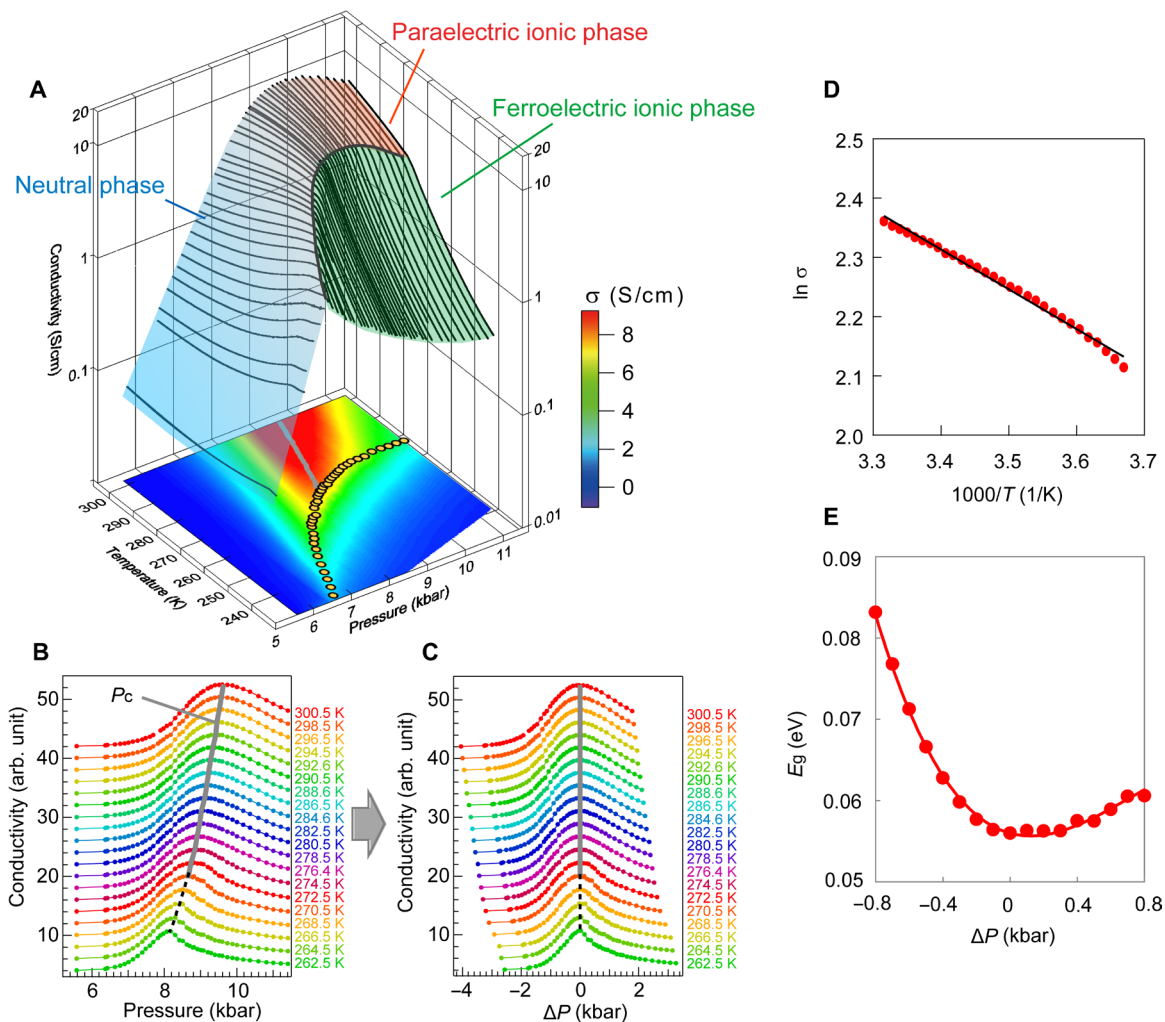 Paraelectric ionic phase
A
Ferroelectric ionic phase
Neutral phase
20
10
1
0.1
Conductivity (S/cm)
20
10
1
0.1
0.01
300
290
280
270
260
250
240
Temperature (K)
5
6
7
8
9
10
11
Pressure (kbar)
σ (S/cm)
8
6
4
2
0
B
Pc
50
40
30
20
10
Conductivity (arb. unit)
6
8
10
Pressure (kbar)
300.5 K
298.5 K
296.5 K
294.5 K
292.6 K
290.5 K
288.6 K
286.5 K
284.6 K
282.5 K
280.5 K
278.5 K
276.4 K
274.5 K
272.5 K
270.5 K
268.5 K
266.5 K
264.5 K
262.5 K
C
50
40
30
20
10
Conductivity (arb. unit)
−4
−2
0
2
ΔP (kbar)
300.5 K
298.5 K
296.5 K
294.5 K
292.6 K
290.5 K
288.6 K
286.5 K
284.6 K
282.5 K
280.5 K
278.5 K
276.4 K
274.5 K
272.5 K
270.5 K
268.5 K
266.5 K
264.5 K
262.5 K
D
2.5
2.4
2.3
2.2
2.1
2.0
ln σ
3.3
3.4
3.5
3.6
3.7
1000/T (1/K)
E
0.09
0.08
0.07
0.06
0.05
Eg (eV)
−0.8
−0.4
0
0.4
0.8
ΔP (kbar)